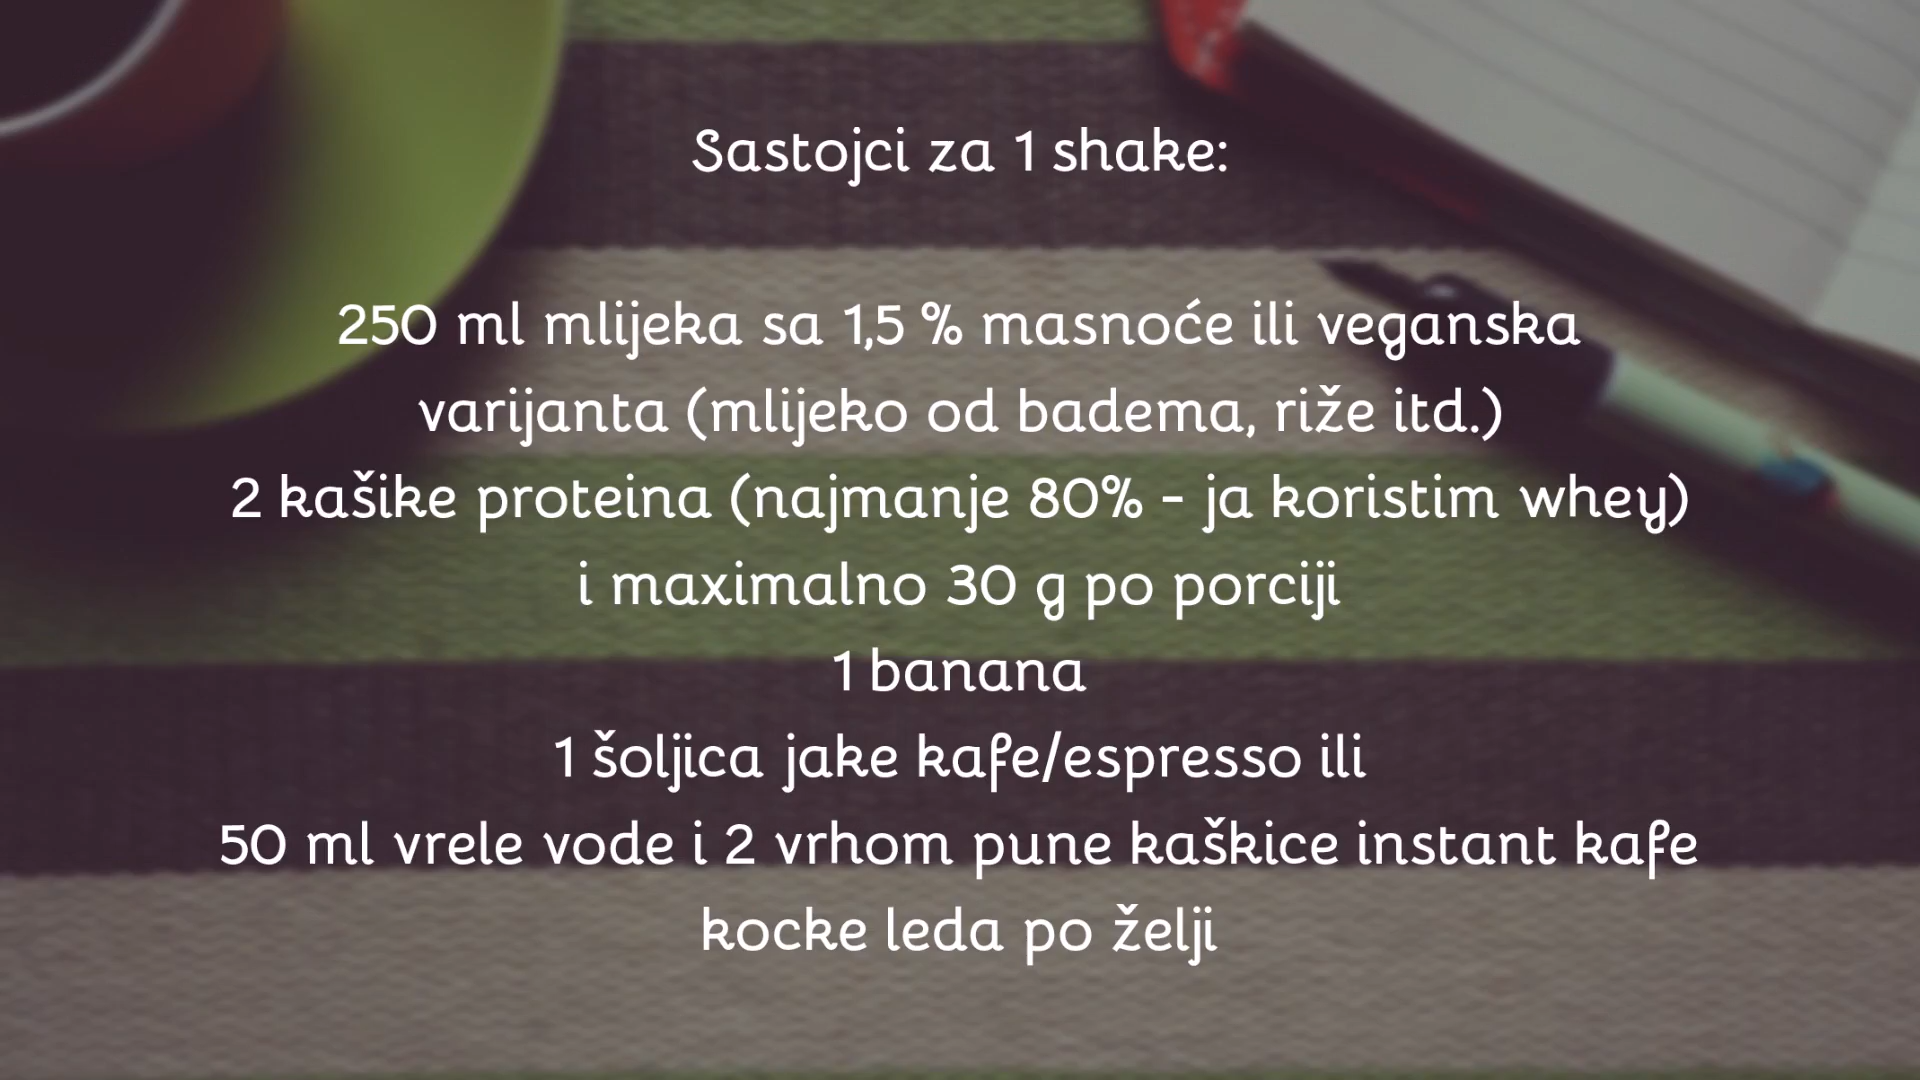 Sastojci za 1 shake:
250 ml mlijeka sa 1,5 % masnoće ili veganska
varijanta (mlijeko od badema, riže itd.)
2 kašike proteina (najmanje 80% - ja koristim whey)
i maximalno 30 g po porciji
1 banana
1 šoljica jake kafe/espresso ili
50 ml vrele vode i 2 vrhom pune kaškice instant kafe
kocke leda po želji